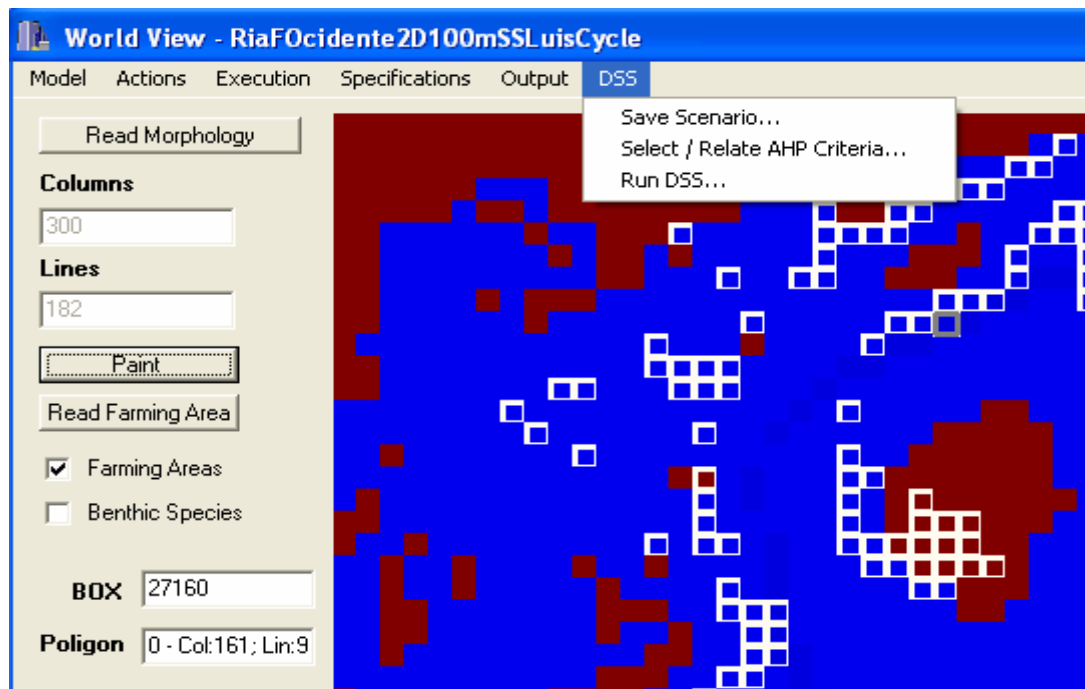 World View - RiaFOcidente2D100mSSLuisCycle
Model Actions Execution Specifications Output DSS
Save Scenario...
Select / Relate AHP Criteria...
Run DSS...
Read Morphology
Columns
300
Lines
182
Paint
Read Farming Area
Farming Areas
Benthic Species
BOX 27160
Poligon 0 - Col:161; Lin:9